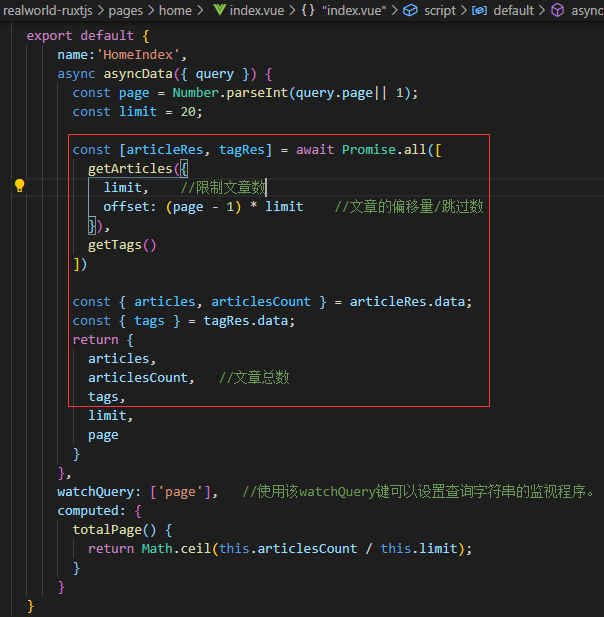 realworld-ruxtjs > pages > home > index.vue > {} "index.vue" > script > default > async
export default {
name:'HomeIndex',
async asyncData({ query }) {
const page = Number.parseInt(query.page|| 1);
const limit = 20;
const [articleRes, tagRes] = await Promise.all([
getArticles({
limit, //限制文章数
offset: (page - 1) * limit //文章的偏移量/跳过数
}),
getTags()
])
const { articles, articlesCount } = articleRes.data;
const { tags } = tagRes.data;
return {
articles,
articlesCount, //文章总数
tags,
limit,
page
}
},
watchQuery: ['page'], //使用该watchQuery键可以设置查询字符串的监视程序。
computed: {
totalPage() {
return Math.ceil(this.articlesCount / this.limit);
}
}
}